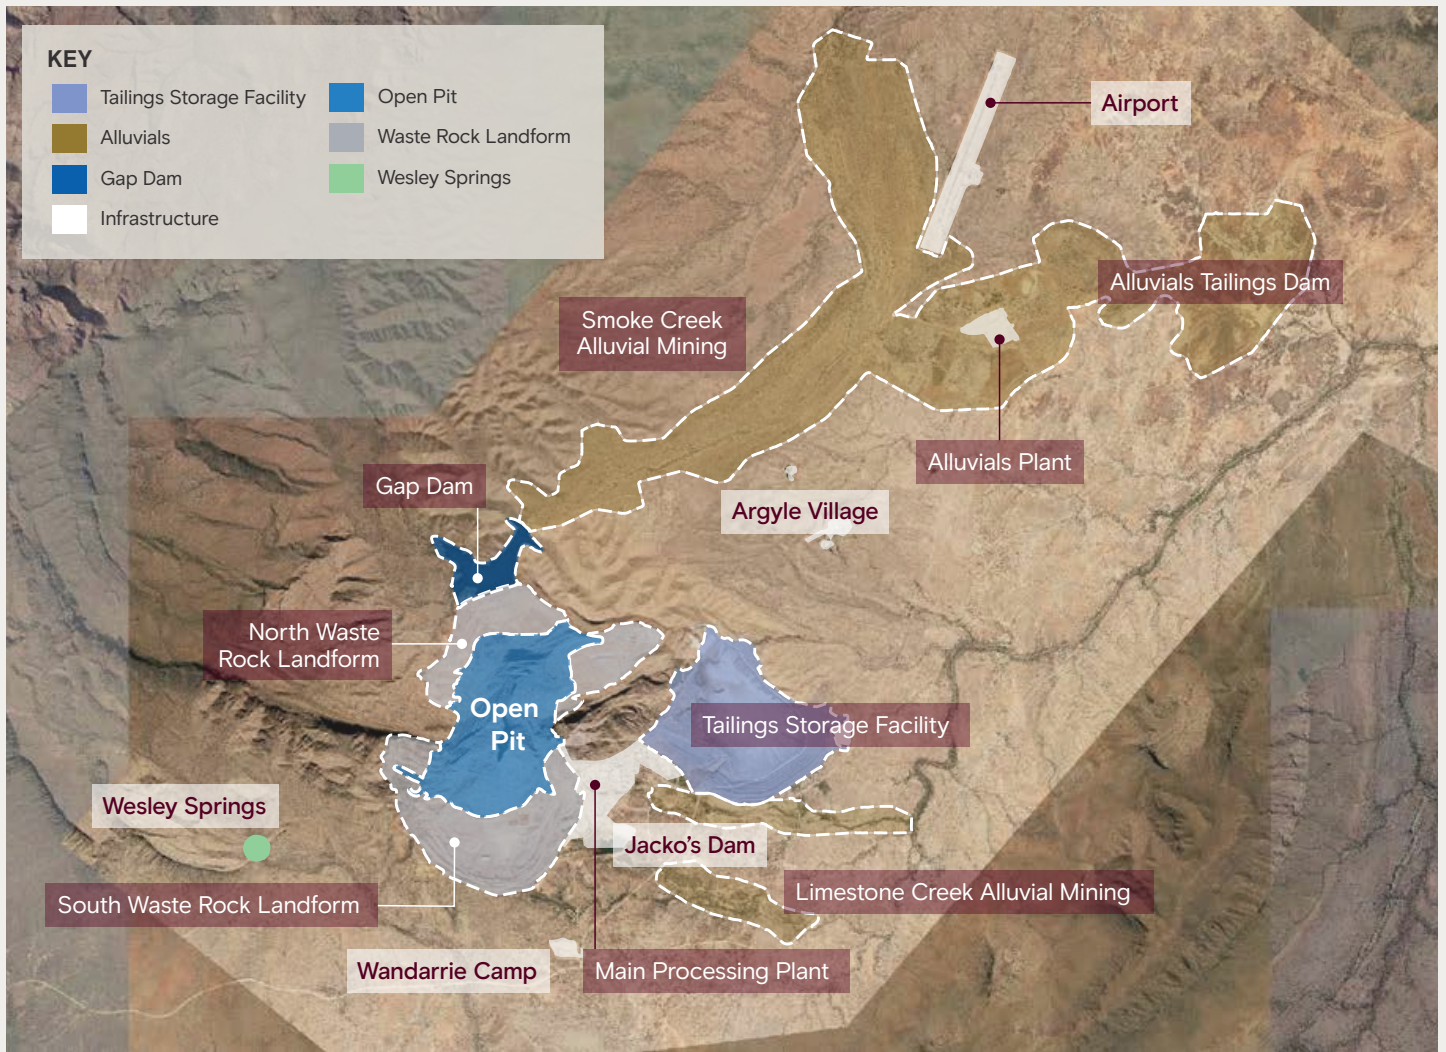 KEY
Tailings Storage Facility
Alluvials
Gap Dam
Infrastructure
Open Pit
Waste Rock Landform
Wesley Springs
Airport
Alluvials Tailings Dam
Smoke Creek
Alluvial Mining
Alluvials Plant
Gap Dam
Argyle Village
North Waste
Rock Landform
Open
Pit
Tailings Storage Facility
Wesley Springs
Jacko's Dam
South Waste Rock Landform
Limestone Creek Alluvial Mining
Wandarrie Camp
Main Processing Plant